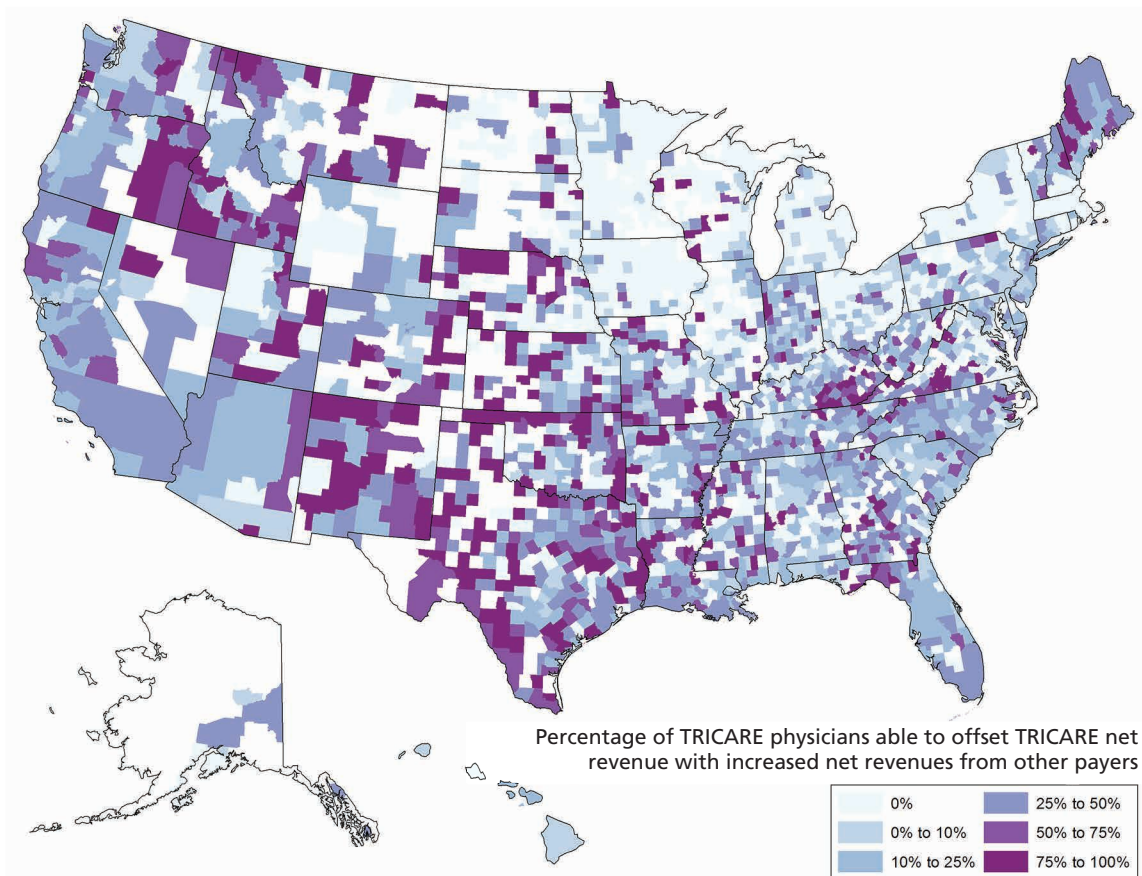 Percentage of TRICARE physicians able to offset TRICARE net
revenue with increased net revenues from other payers
0%
25% to 50%
0% to 10%
50% to 75%
10% to 25%
75% to 100%